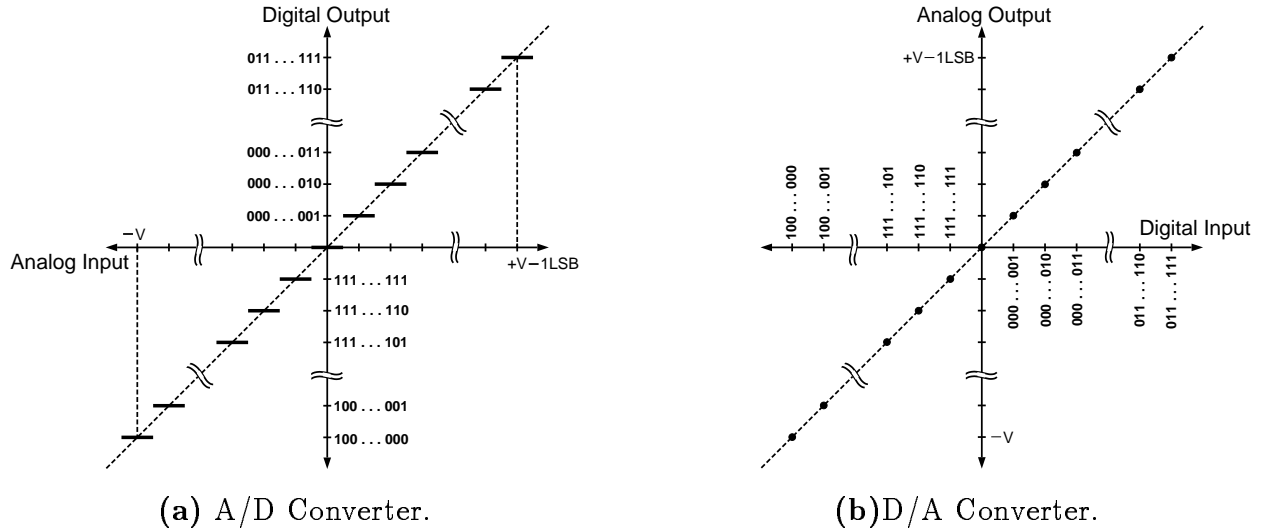 Digital Output
011 . . . 111
011 . . . 110
000 . . . 011
000 . . . 010
000 . . . 001
−V
Analog Input
+V−1LSB
111 . . . 111
111 . . . 110
111 . . . 101
100 . . . 001
100 . . . 000
(a) A/D Converter.
Analog Output
+V−1LSB
100 . . . 000
100 . . . 001
111 . . . 101
111 . . . 110
111 . . . 111
Digital Input
000 . . . 001
000 . . . 010
000 . . . 011
011 . . . 110
011 . . . 111
−V
(b)D/A Converter.